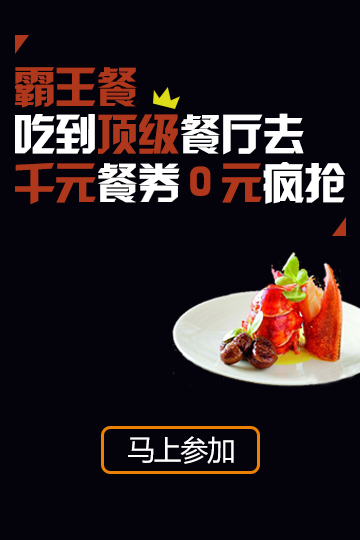 霸王餐
吃到顶级餐厅去
千元餐券0元疯抢
马上参加